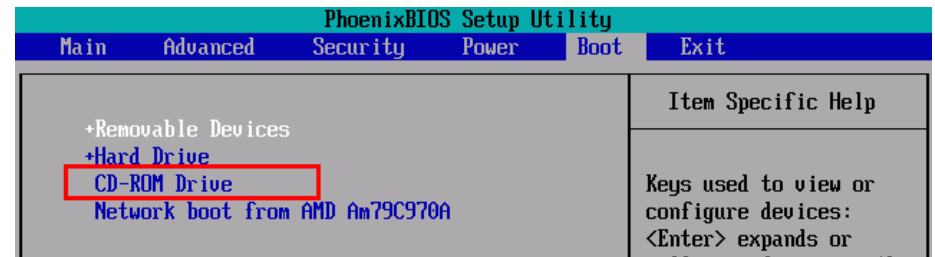 PhoenixBIOS Setup Utility
Main Advanced Security Power Boot Exit
Item Specific Help
+Removable Devices
+Hard Drive
CD-ROM Drive
Network boot from AMD Am79C970A
Keys used to view or
configure devices:
<Enter> expands or